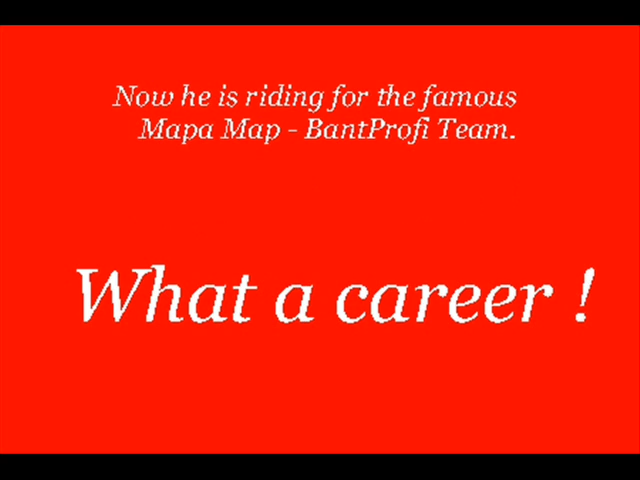 Now he is riding for the famous
Mapa Map - BantProfi Team.
What a career !